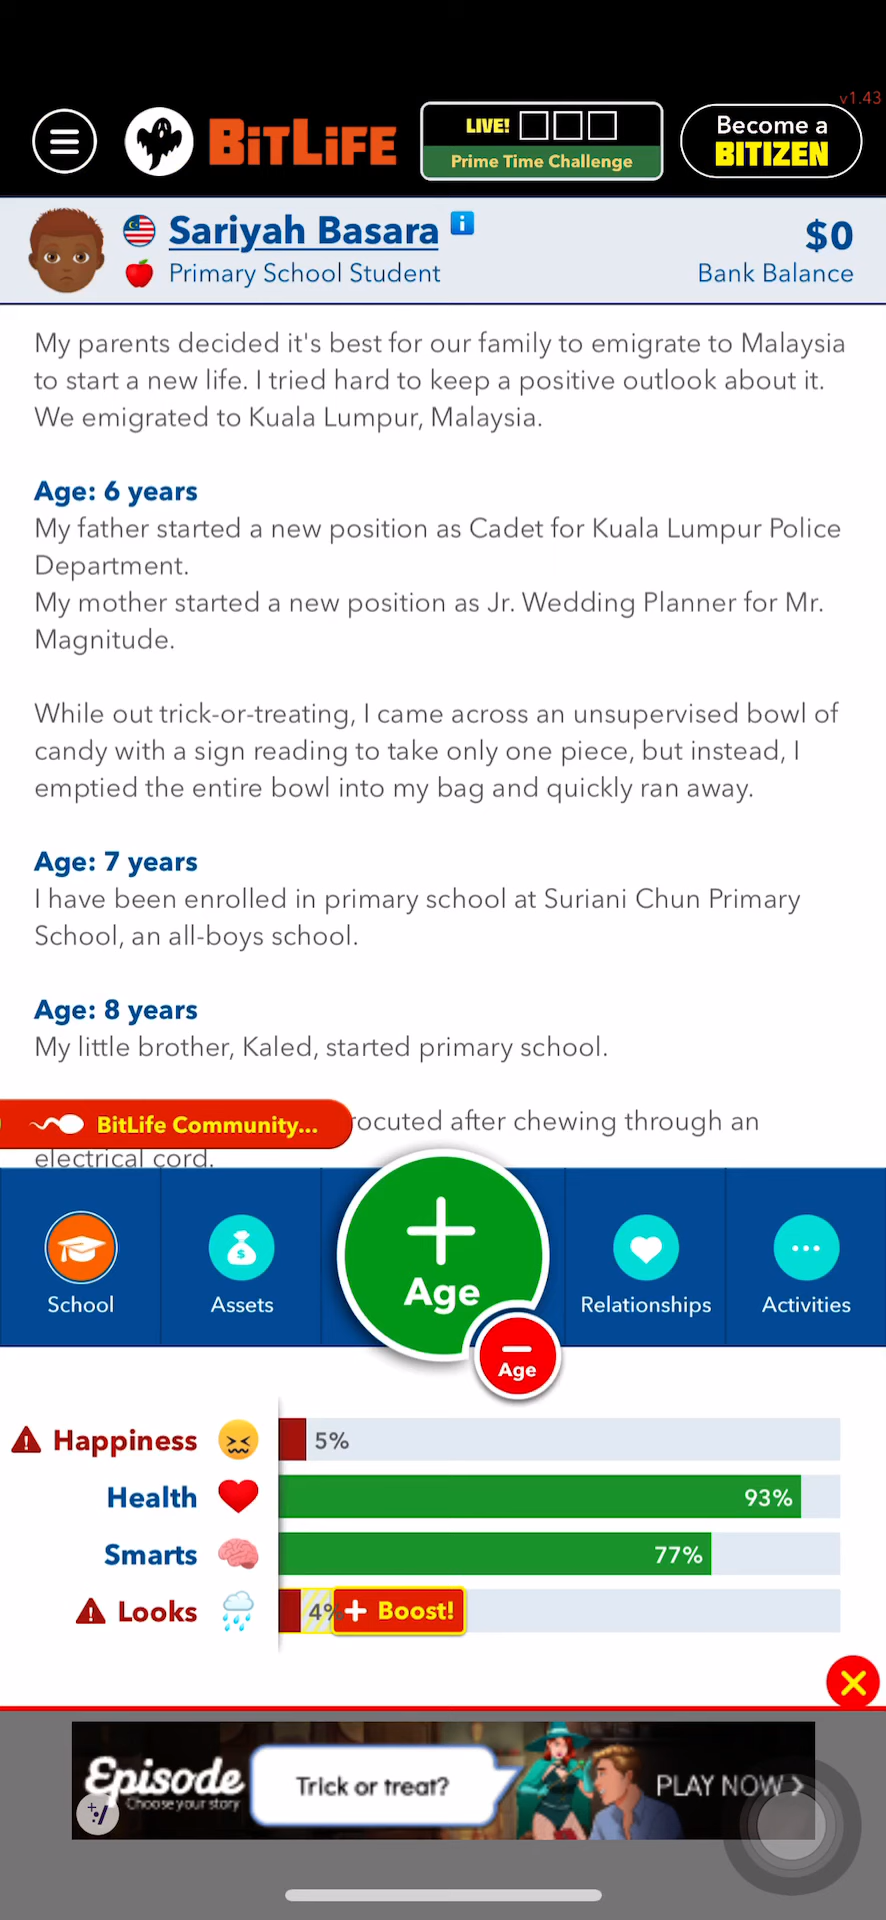 v1.43
BITLIFE
LIVE!
Prime Time Challenge
Become a
BITIZEN
Sariyah Basara i
$0
Primary School Student
Bank Balance
My parents decided it's best for our family to emigrate to Malaysia
to start a new life. I tried hard to keep a positive outlook about it.
We emigrated to Kuala Lumpur, Malaysia.
Age: 6 years
My father started a new position as Cadet for Kuala Lumpur Police
Department.
My mother started a new position as Jr. Wedding Planner for Mr.
Magnitude.
While out trick-or-treating, I came across an unsupervised bowl of
candy with a sign reading to take only one piece, but instead, I
emptied the entire bowl into my bag and quickly ran away.
Age: 7 years
I have been enrolled in primary school at Suriani Chun Primary
School, an all-boys school.
Age: 8 years
My little brother, Kaled, started primary school.
BitLife Community...
rocuted after chewing through an
electrical cord.
School
Assets
+
Age
Relationships
Activities
Age
Happiness 5%
Health 93%
Smarts 77%
Looks 4% + Boost!
Episode
Choose your story
Trick or treat?
PLAY NOW >